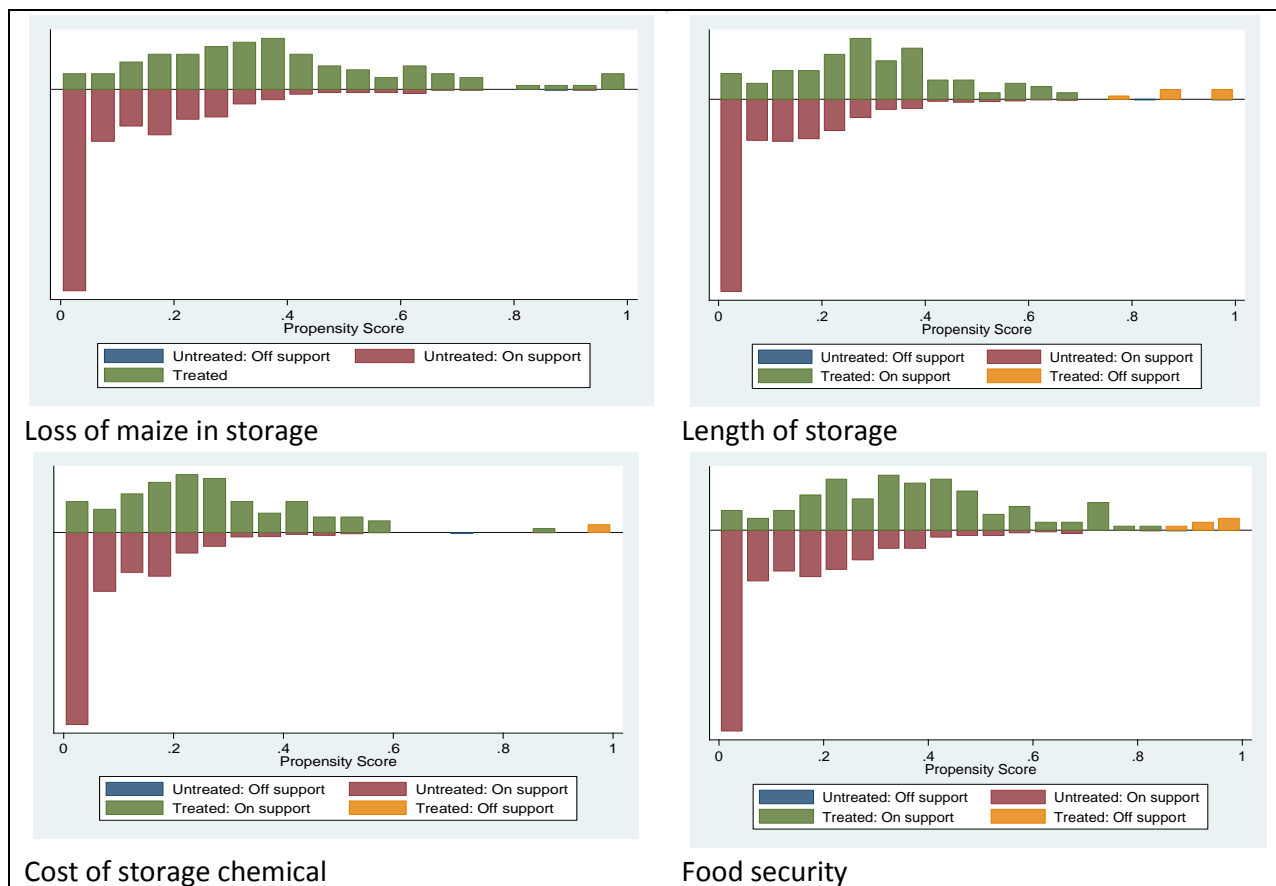 0 .2 .4 .6 .8 1
Propensity Score
Untreated: Off support Untreated: On support
Treated
Loss of maize in storage
0 .2 .4 .6 .8 1
Propensity Score
Untreated: Off support Untreated: On support
Treated: On support Treated: Off support
Length of storage
0 .2 .4 .6 .8 1
Propensity Score
Untreated: Off support Untreated: On support
Treated: On support Treated: Off support
Cost of storage chemical
0 .2 .4 .6 .8 1
Propensity Score
Untreated: Off support Untreated: On support
Treated: On support Treated: Off support
Food security